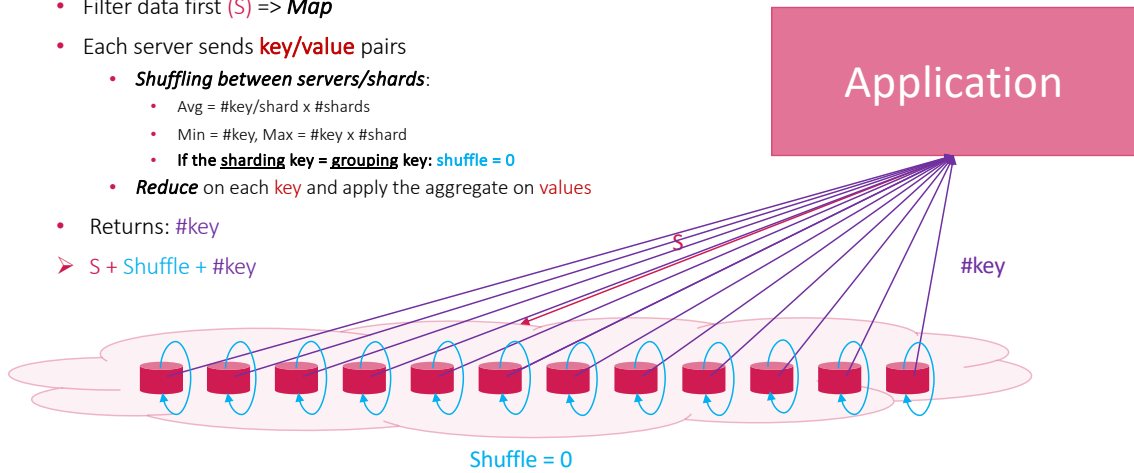 • Filter data first (S) => Map
• Each server sends key/value pairs
• Shuffling between servers/shards:
• Avg = #key/shard x #shards
• Min = #key, Max = #key x #shard
• If the sharding key = grouping key: shuffle = 0
• Reduce on each key and apply the aggregate on values
• Returns: #key
➢ S + Shuffle + #key
Application
S
#key
Shuffle = 0